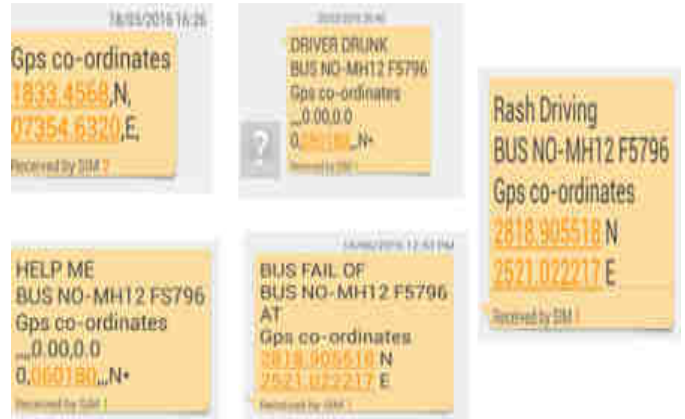 18/03/2016 16:26
Gps co-ordinates
1833.4568,N,
07354.6320,E,
Received by SIM 2
DRIVER DRUNK
BUS NO-MH12 F5796
Gps co-ordinates
,,,0.00,0.0
0,060180,,,N*
Received by SIM 1
Rash Driving
BUS NO-MH12 F5796
Gps co-ordinates
2818.905518 N
2521.022217 E
Received by SIM 1
HELP ME
BUS NO-MH12 FS796
Gps co-ordinates
,,,,0.00,0.0
0,060180,,,N*
Received by SIM 1
BUS FAIL OF
BUS NO-MH12 F5796
AT
Gps co-ordinates
2818.905518 N
2521.022217 E
Received by SIM 1